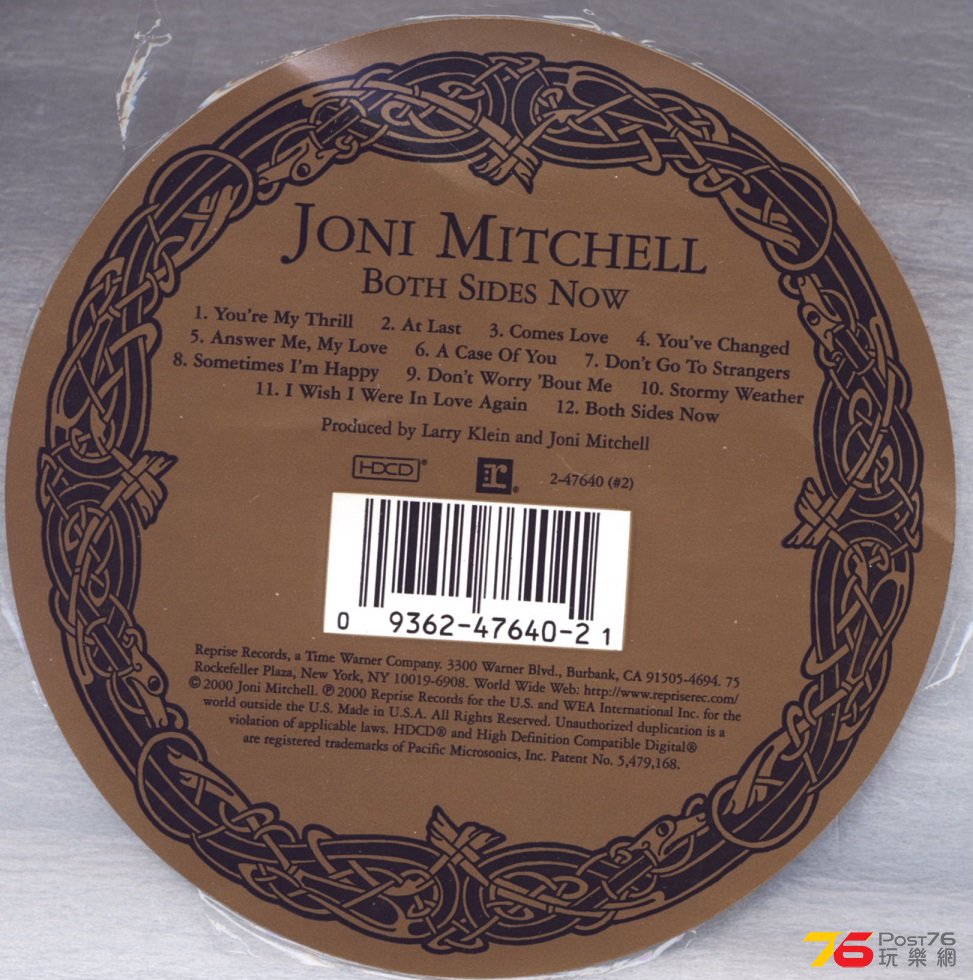 JONI MITCHELL
BOTH SIDES NOW
1. You're My Thrill 2. At Last 3. Comes Love 4. You've Changed
5. Answer Me, My Love 6. A Case Of You 7. Don't Go To Strangers
8. Sometimes I'm Happy 9. Don't Worry 'Bout Me 10. Stormy Weather
11. I Wish I Were In Love Again 12. Both Sides Now
Produced by Larry Klein and Joni Mitchell
HDCD® r® 2-47640 (#2)
0 9362-47640-2 1
Reprise Records, a Time Warner Company. 3300 Warner Blvd., Burbank, CA 91505-4694. 75
Rockefeller Plaza, New York, NY 10019-6908. World Wide Web: http://www.repriserec.com/
© 2000 Joni Mitchell. ℗ 2000 Reprise Records for the U.S. and WEA International Inc. for the
world outside the U.S. Made in U.S.A. All Rights Reserved. Unauthorized duplication is a
violation of applicable laws. HDCD® and High Definition Compatible Digital®
are registered trademarks of Pacific Microsonics, Inc. Patent No. 5,479,168.
76 POST76
玩樂網